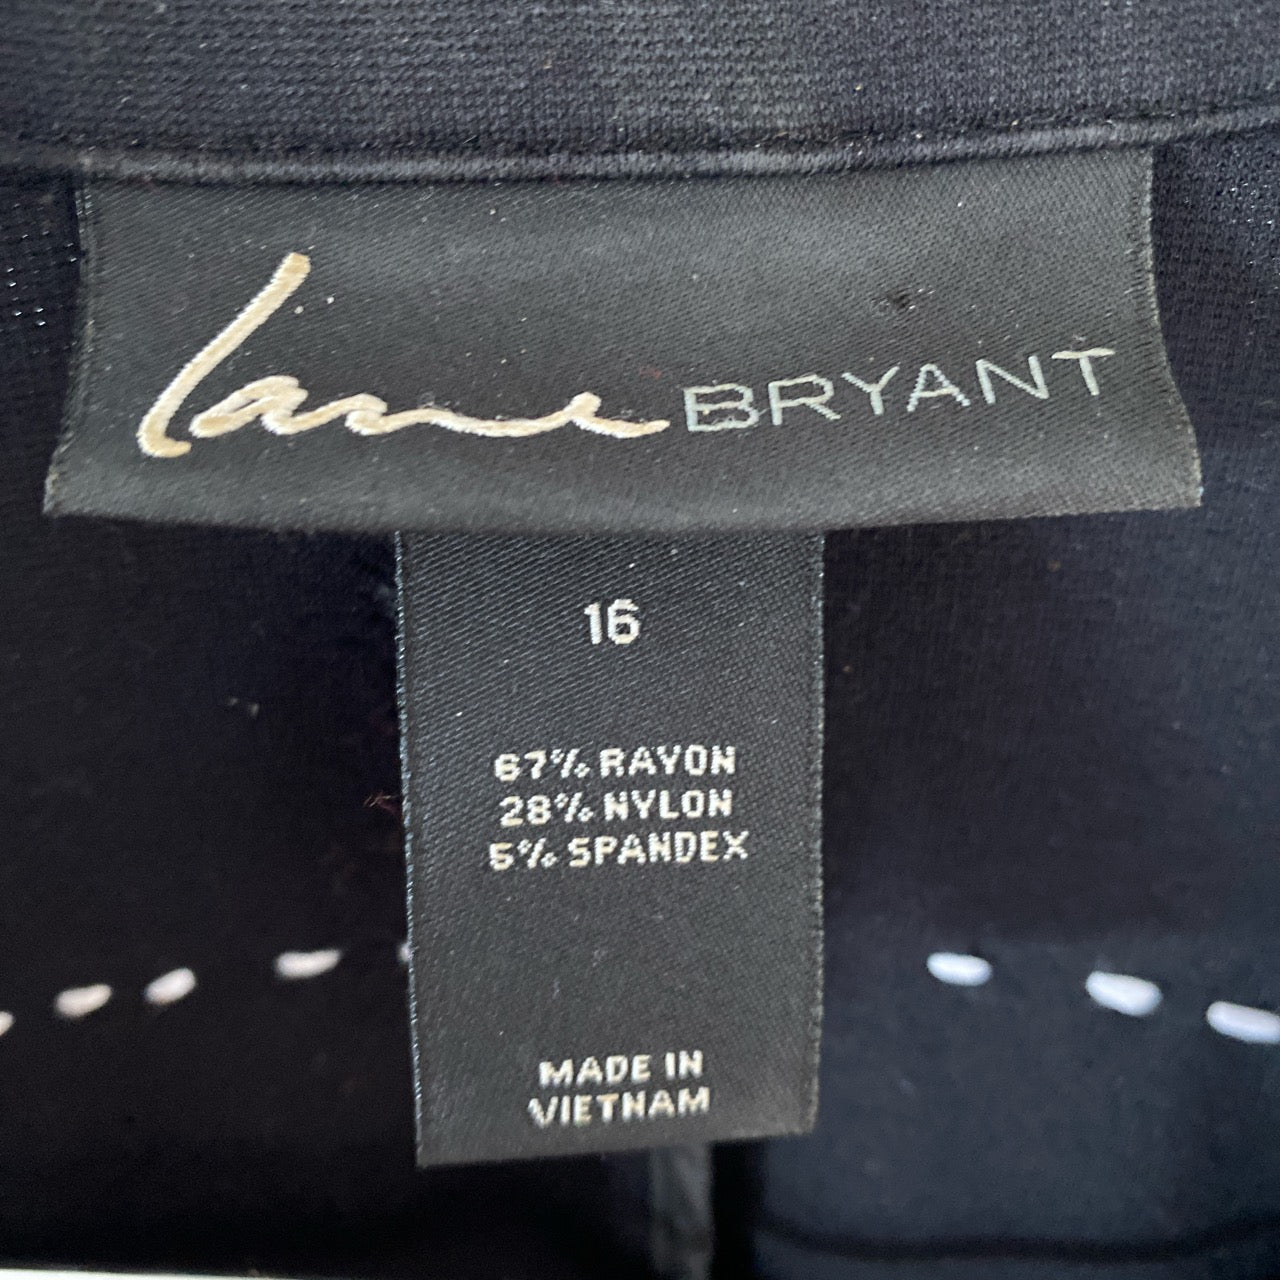 Lane BRYANT
16
67% RAYON
28% NYLON
5% SPANDEX
MADE IN
VIETNAM